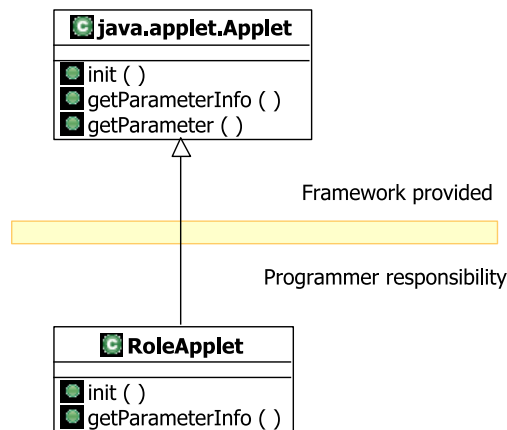 C java.applet.Applet
init ( )
getParameterInfo ( )
getParameter ( )
Framework provided
Programmer responsibility
C RoleApplet
init ( )
getParameterInfo ( )